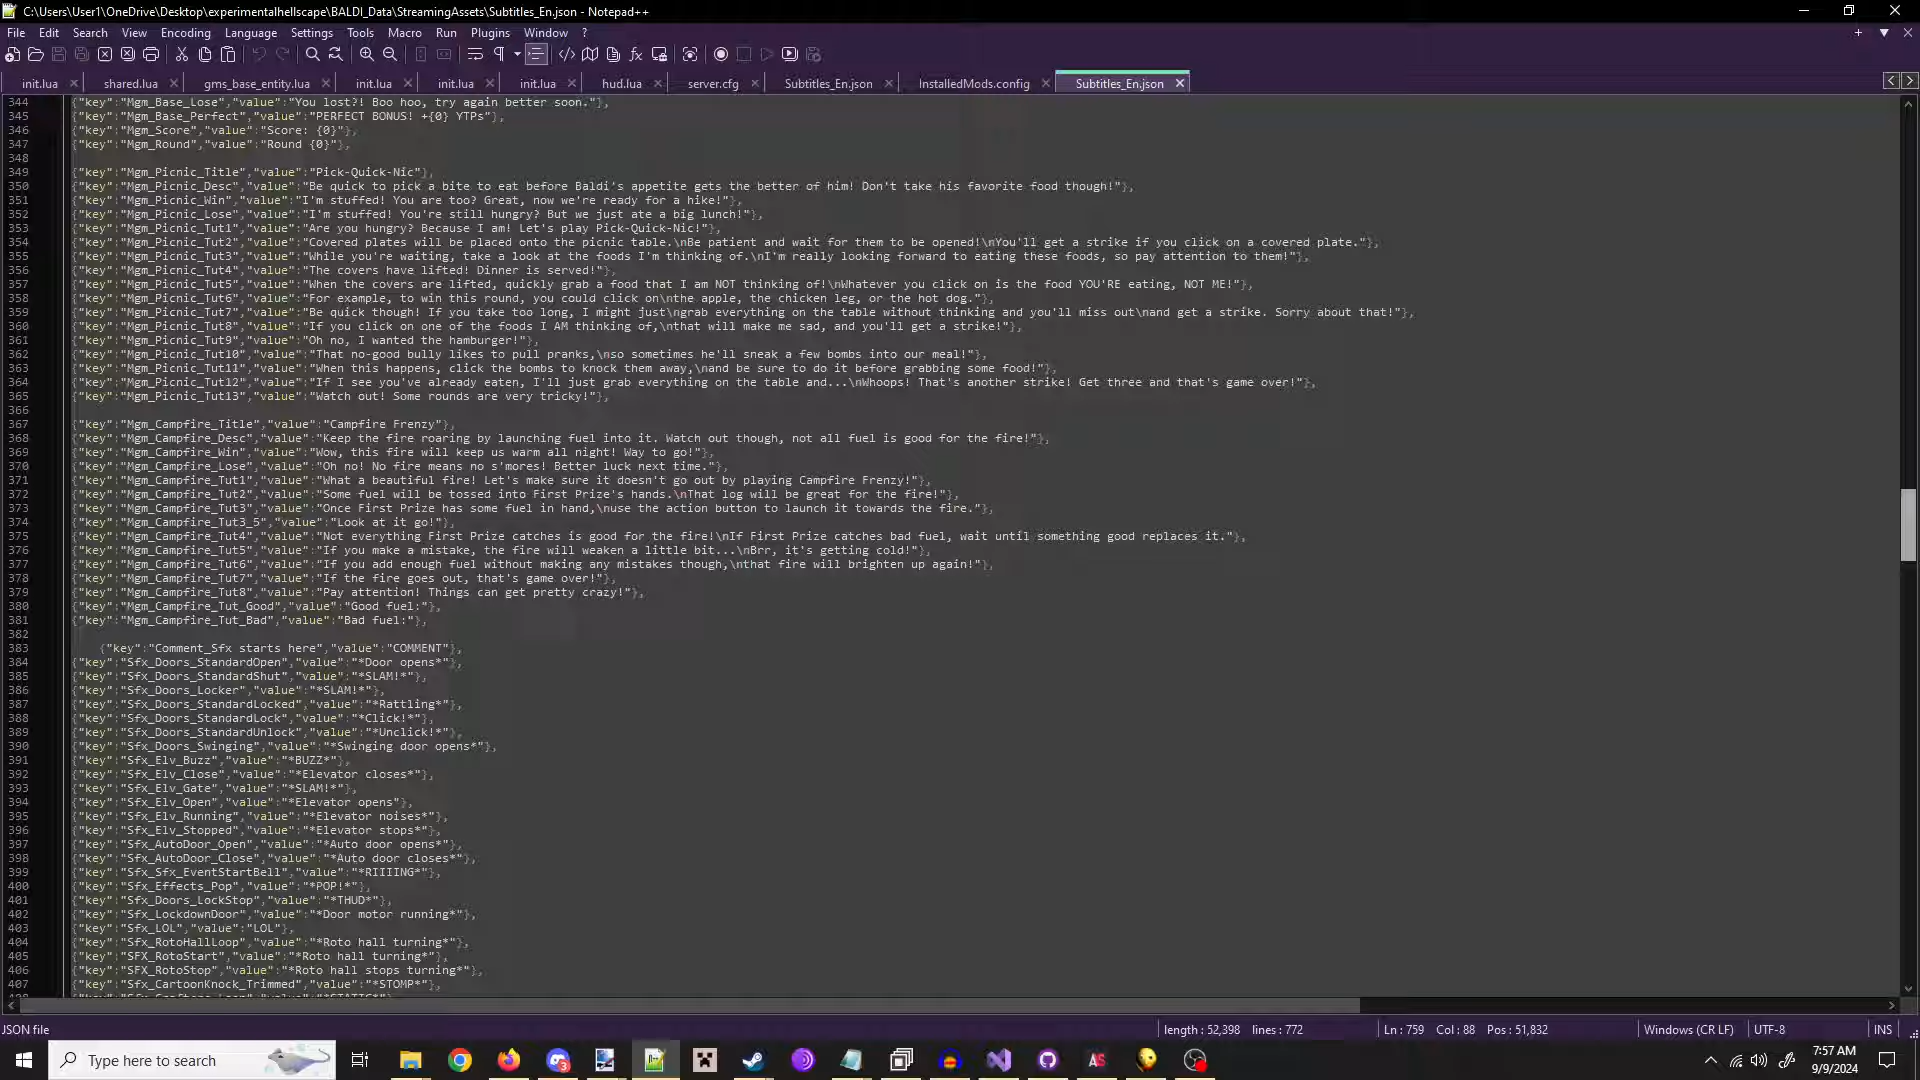 C:\Users\User1\OneDrive\Desktop\experimentalhellscape\BALDI_Data\StreamingAssets\Subtitles_En.json - Notepad++
File Edit Search View Encoding Language Settings Tools Macro Run Plugins Window ?
init.lua shared.lua gms_base_entity.lua init.lua init.lua init.lua hud.lua server.cfg Subtitles_En.json InstalledMods.config Subtitles_En.json
344 {"key":"Mgm_Base_Lose","value":"You lost?! Boo hoo, try again better soon."},
345 {"key":"Mgm_Base_Perfect","value":"PERFECT BONUS! +{0} YTPs"},
346 {"key":"Mgm_Score","value":"Score: {0}"},
347 {"key":"Mgm_Round","value":"Round {0}"},
348
349 {"key":"Mgm_Picnic_Title","value":"Pick-Quick-Nic"},
350 {"key":"Mgm_Picnic_Desc","value":"Be quick to pick a bite to eat before Baldi's appetite gets the better of him! Don't take his favorite food though!"},
351 {"key":"Mgm_Picnic_Win","value":"I'm stuffed! You are too? Great, now we're ready for a hike!"},
352 {"key":"Mgm_Picnic_Lose","value":"I'm stuffed! You're still hungry? But we just ate a big lunch!"},
353 {"key":"Mgm_Picnic_Tut1","value":"Are you hungry? Because I am! Let's play Pick-Quick-Nic!"},
354 {"key":"Mgm_Picnic_Tut2","value":"Covered plates will be placed onto the picnic table.\nBe patient and wait for them to be opened!\nYou'll get a strike if you click on a covered plate."},
355 {"key":"Mgm_Picnic_Tut3","value":"While you're waiting, take a look at the foods I'm thinking of.\nI'm really looking forward to eating these foods, so pay attention to them!"},
356 {"key":"Mgm_Picnic_Tut4","value":"The covers have lifted! Dinner is served!"},
357 {"key":"Mgm_Picnic_Tut5","value":"When the covers are lifted, quickly grab a food that I am NOT thinking of!\nWhatever you click on is the food YOU'RE eating, NOT ME!"},
358 {"key":"Mgm_Picnic_Tut6","value":"For example, to win this round, you could click on\nthe apple, the chicken leg, or the hot dog."},
359 {"key":"Mgm_Picnic_Tut7","value":"Be quick though! If you take too long, I might just\ngrab everything on the table without thinking and you'll miss out\nand get a strike. Sorry about that!"},
360 {"key":"Mgm_Picnic_Tut8","value":"If you click on one of the foods I AM thinking of,\nthat will make me sad, and you'll get a strike!"},
361 {"key":"Mgm_Picnic_Tut9","value":"Oh no, I wanted the hamburger!"},
362 {"key":"Mgm_Picnic_Tut10","value":"That no-good bully likes to pull pranks,\nso sometimes he'll sneak a few bombs into our meal!"},
363 {"key":"Mgm_Picnic_Tut11","value":"When this happens, click the bombs to knock them away,\nand be sure to do it before grabbing some food!"},
364 {"key":"Mgm_Picnic_Tut12","value":"If I see you've already eaten, I'll just grab everything on the table and...\nWhoops! That's another strike! Get three and that's game over!"},
365 {"key":"Mgm_Picnic_Tut13","value":"Watch out! Some rounds are very tricky!"},
366
367 {"key":"Mgm_Campfire_Title","value":"Campfire Frenzy"},
368 {"key":"Mgm_Campfire_Desc","value":"Keep the fire roaring by launching fuel into it. Watch out though, not all fuel is good for the fire!"},
369 {"key":"Mgm_Campfire_Win","value":"Wow, this fire will keep us warm all night! Way to go!"},
370 {"key":"Mgm_Campfire_Lose","value":"Oh no! No fire means no s'mores! Better luck next time."},
371 {"key":"Mgm_Campfire_Tut1","value":"What a beautiful fire! Let's make sure it doesn't go out by playing Campfire Frenzy!"},
372 {"key":"Mgm_Campfire_Tut2","value":"Some fuel will be tossed into First Prize's hands.\nThat log will be great for the fire!"},
373 {"key":"Mgm_Campfire_Tut3","value":"Once First Prize has some fuel in hand,\nuse the action button to launch it towards the fire."},
374 {"key":"Mgm_Campfire_Tut3_5","value":"Look at it go!"},
375 {"key":"Mgm_Campfire_Tut4","value":"Not everything First Prize catches is good for the fire!\nIf First Prize catches bad fuel, wait until something good replaces it."},
376 {"key":"Mgm_Campfire_Tut5","value":"If you make a mistake, the fire will weaken a little bit...\nBrr, it's getting cold!"},
377 {"key":"Mgm_Campfire_Tut6","value":"If you add enough fuel without making any mistakes though,\nthat fire will brighten up again!"},
378 {"key":"Mgm_Campfire_Tut7","value":"If the fire goes out, that's game over!"},
379 {"key":"Mgm_Campfire_Tut8","value":"Pay attention! Things can get pretty crazy!"},
380 {"key":"Mgm_Campfire_Tut_Good","value":"Good fuel:"},
381 {"key":"Mgm_Campfire_Tut_Bad","value":"Bad fuel:"},
382
383 {"key":"Comment_Sfx starts here","value":"COMMENT"},
384 {"key":"Sfx_Doors_StandardOpen","value":"*Door opens*"},
385 {"key":"Sfx_Doors_StandardShut","value":"*SLAM!*"},
386 {"key":"Sfx_Doors_Locker","value":"*SLAM!*"},
387 {"key":"Sfx_Doors_StandardLocked","value":"*Rattling*"},
388 {"key":"Sfx_Doors_StandardLock","value":"*Click!*"},
389 {"key":"Sfx_Doors_StandardUnlock","value":"*Unclick!*"},
390 {"key":"Sfx_Doors_Swinging","value":"*Swinging door opens*"},
391 {"key":"Sfx_Elv_Buzz","value":"*BUZZ*"},
392 {"key":"Sfx_Elv_Close","value":"*Elevator closes*"},
393 {"key":"Sfx_Elv_Gate","value":"*SLAM!*"},
394 {"key":"Sfx_Elv_Open","value":"*Elevator opens"},
395 {"key":"Sfx_Elv_Running","value":"*Elevator noises*"},
396 {"key":"Sfx_Elv_Stopped","value":"*Elevator stops*"},
397 {"key":"Sfx_AutoDoor_Open","value":"*Auto door opens*"},
398 {"key":"Sfx_AutoDoor_Close","value":"*Auto door closes*"},
399 {"key":"Sfx_Sfx_EventStartBell","value":"*RIIIING*"},
400 {"key":"Sfx_Effects_Pop","value":"*POP!*"},
401 {"key":"Sfx_Doors_LockStop","value":"*THUD*"},
402 {"key":"Sfx_LockdownDoor","value":"*Door motor running*"},
403 {"key":"Sfx_LOL","value":"LOL"},
404 {"key":"Sfx_RotoHallLoop","value":"*Roto hall turning*"},
405 {"key":"SFX_RotoStart","value":"*Roto hall turning*"},
406 {"key":"SFX_RotoStop","value":"*Roto hall stops turning*"},
407 {"key":"Sfx_CartoonKnock_Trimmed","value":"*STOMP*"},
JSON file length : 52,398 lines : 772 Ln : 759 Col : 88 Pos : 51,832 Windows (CR LF) UTF-8 INS
Type here to search
7:57 AM
9/9/2024